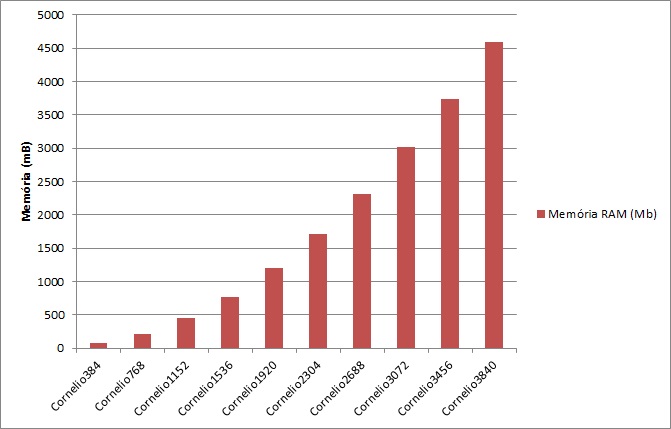 5000
4500
4000
3500
3000
2500
2000
1500
1000
500
0
Memória (mB)
Cornelio384
Cornelio768
Cornelio1152
Cornelio1536
Cornelio1920
Cornelio2304
Cornelio2688
Cornelio3072
Cornelio3456
Cornelio3840
Memória RAM (Mb)